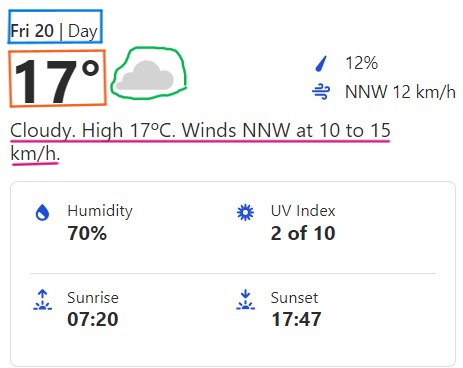 Fri 20 | Day
17°
12%
NNW 12 km/h
Cloudy. High 17ºC. Winds NNW at 10 to 15
km/h.
Humidity
70%
UV Index
2 of 10
Sunrise
07:20
Sunset
17:47